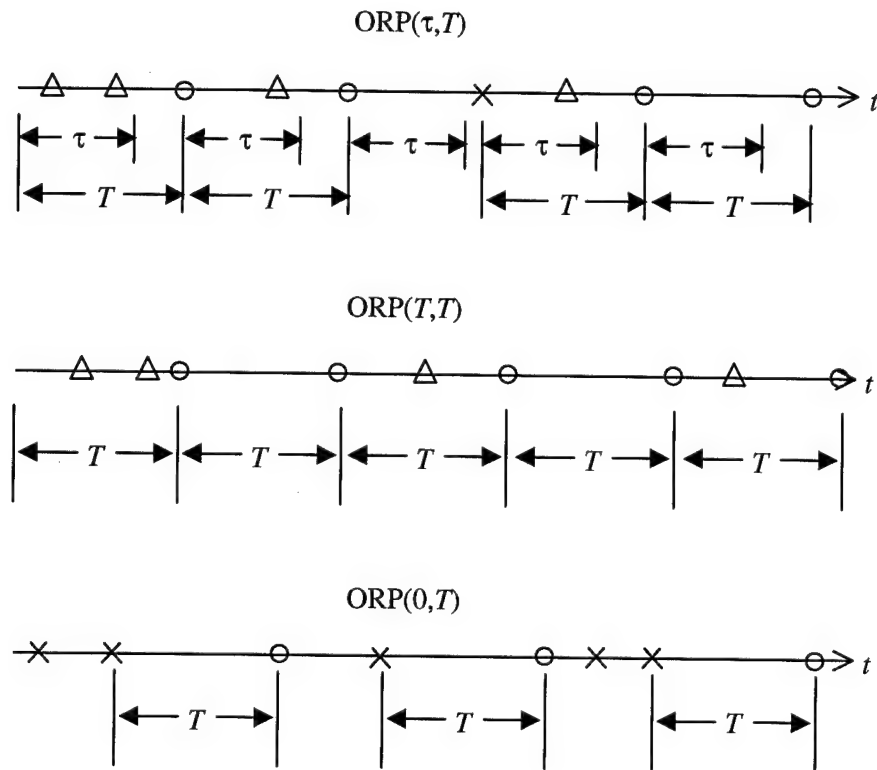 ORP(τ,T)
t
τ τ τ τ τ
T T T T
ORP(T,T)
t
T T T T T
ORP(0,T)
t
T T T